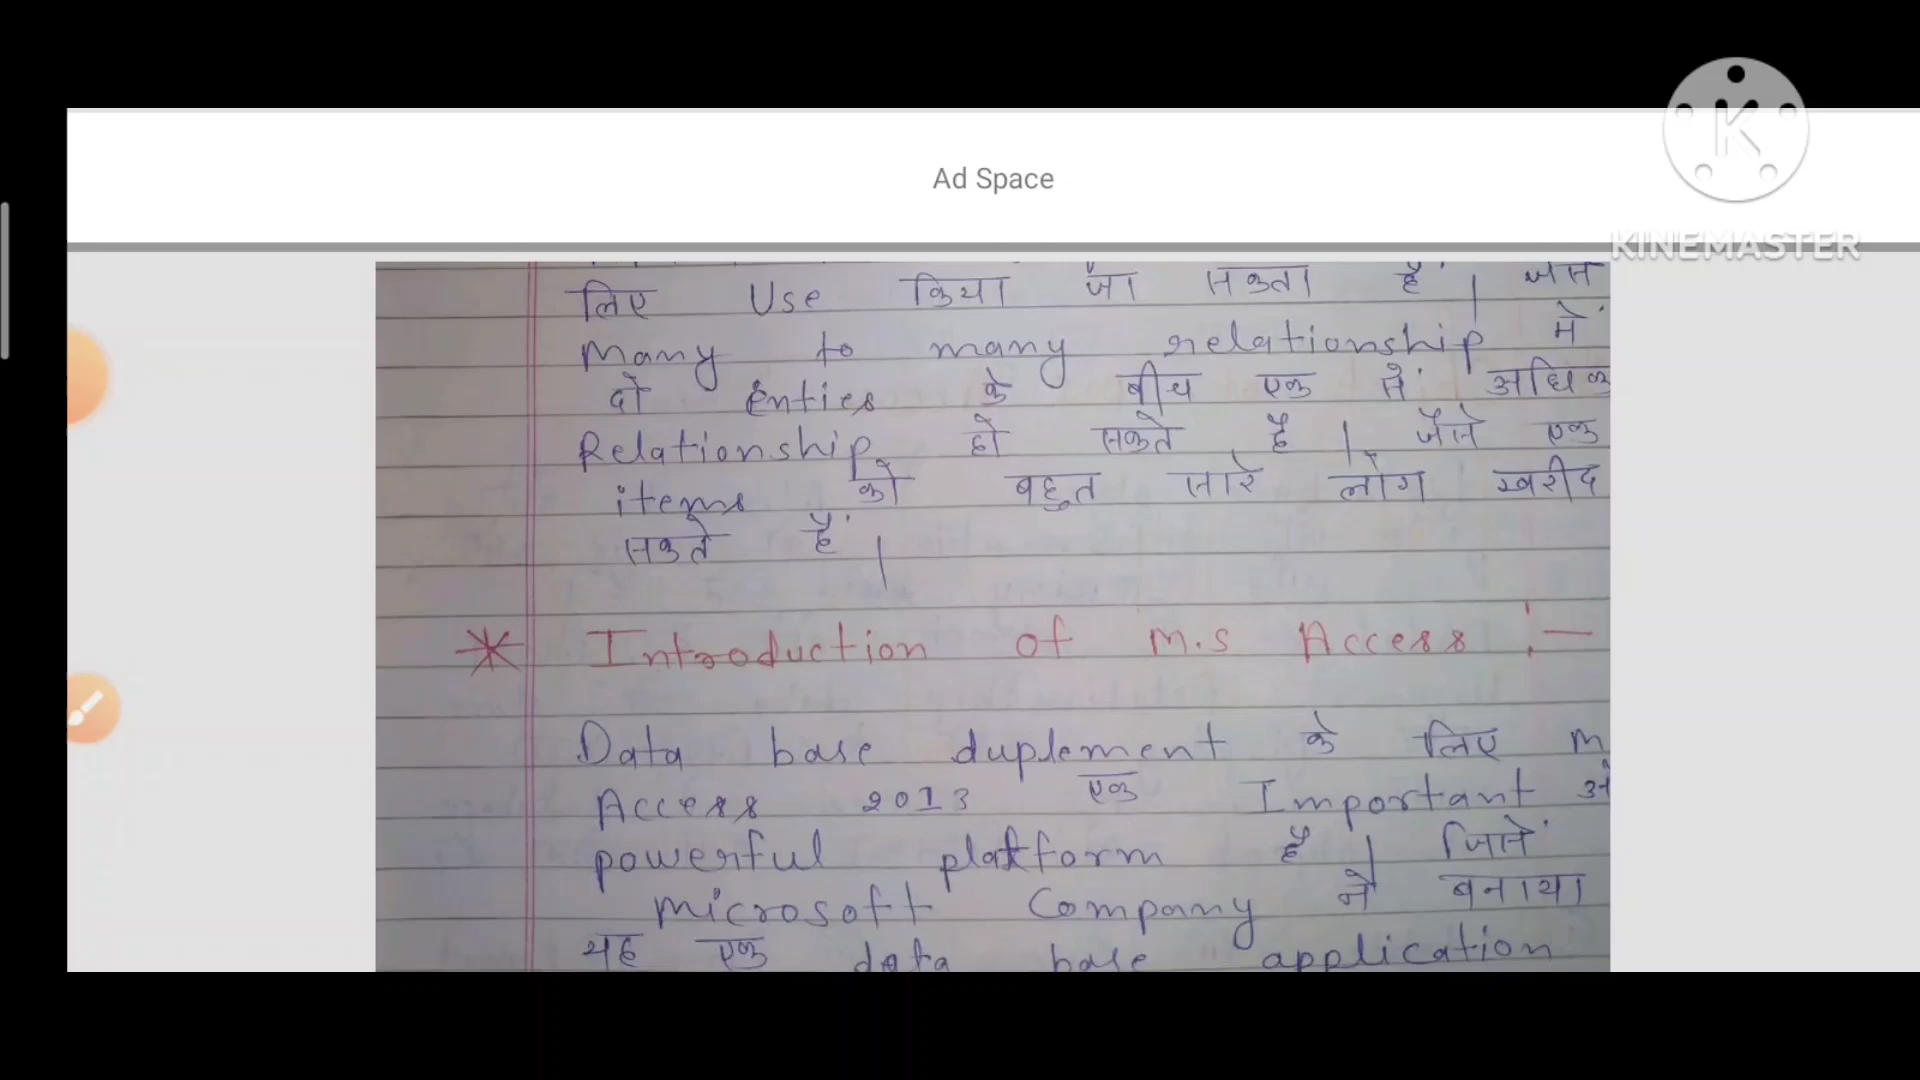 Ad Space
KINEMASTER
लिए Use किया जा सकता है।
Many to many relationship में
दो Enties के बीच एक से अधिक
Relationship हो सकते है। जैसे एक
items को बहुत सारे लोग खरीद
सकते हैं।
* Introduction of M.S Access :-
Data base duplement के लिए M
Access 2013 एक Important
powerful platform है। जिसे
Microsoft Company ने बनाया
यह एक data base application